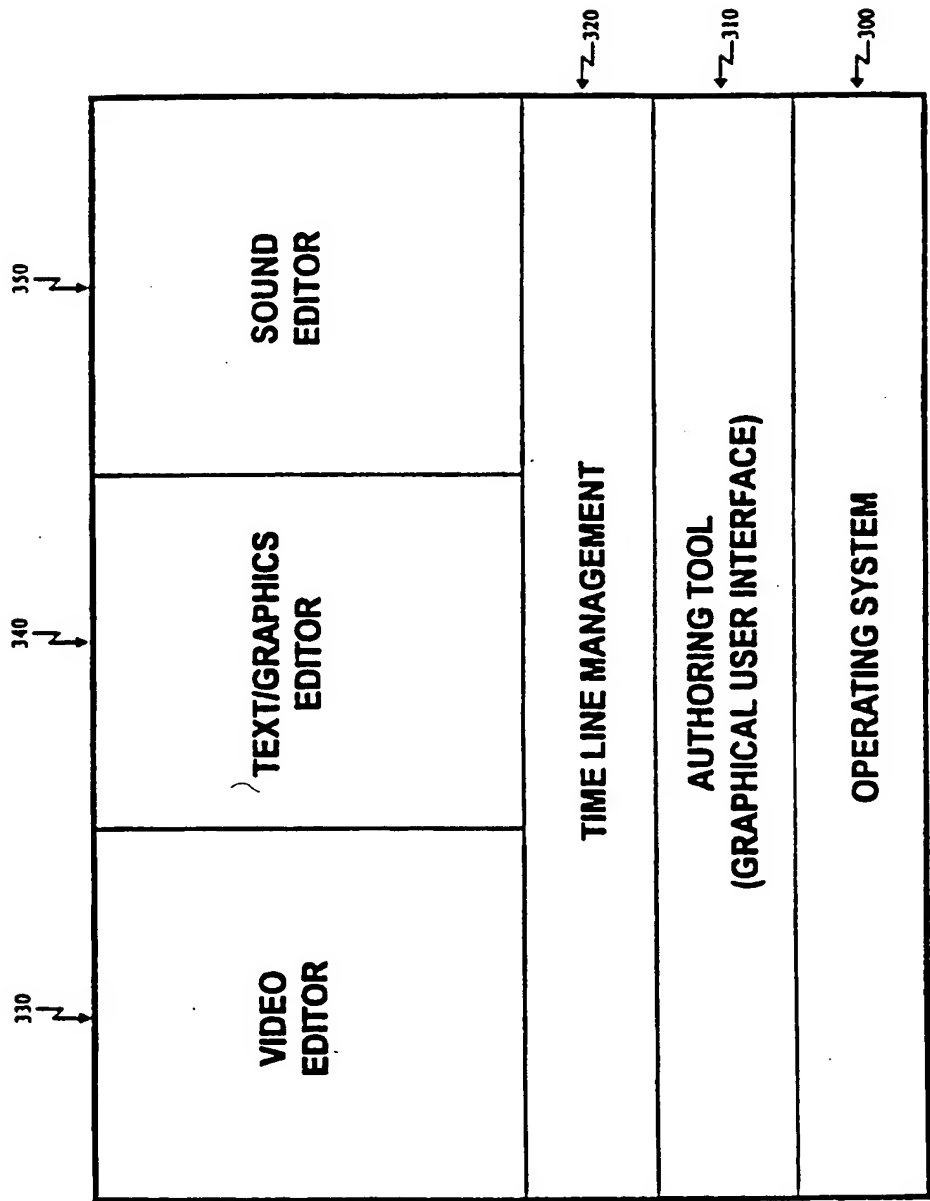 330
340
350
VIDEO
EDITOR
TEXT/GRAPHICS
EDITOR
SOUND
EDITOR
TIME LINE MANAGEMENT
320
AUTHORING TOOL
(GRAPHICAL USER INTERFACE)
310
OPERATING SYSTEM
300